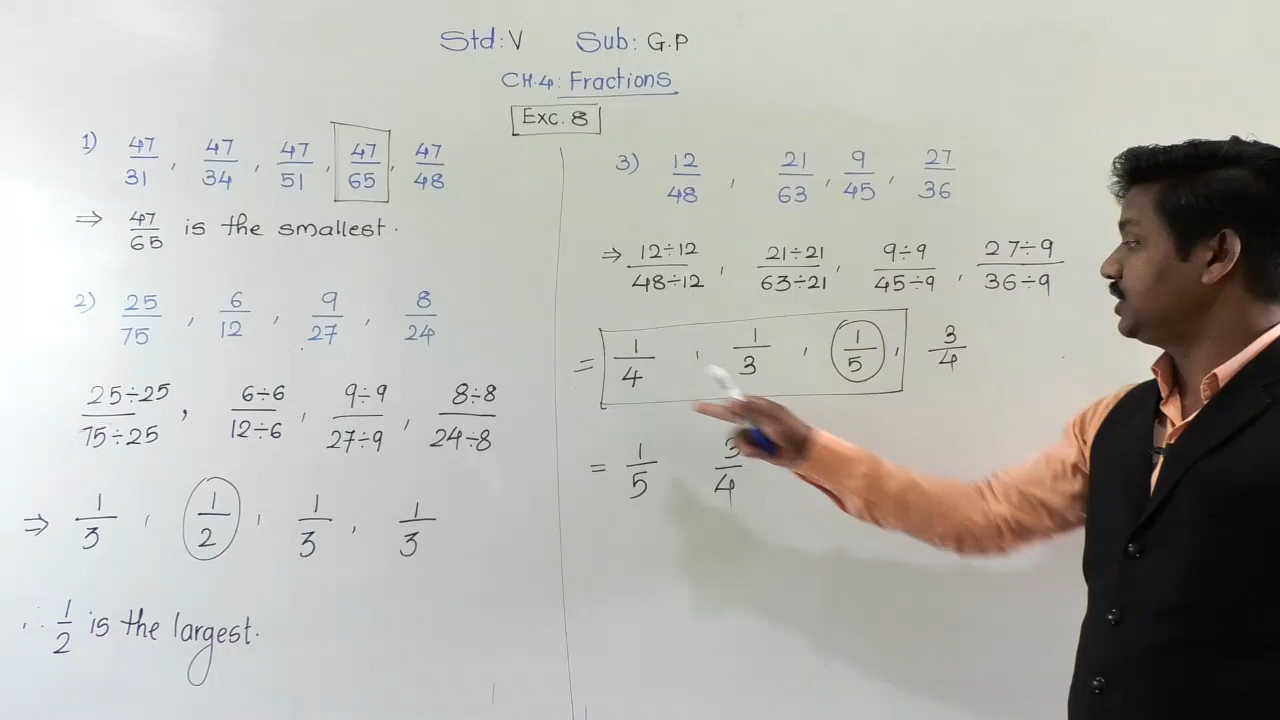 Std: V Sub: G.P
CH.4: Fractions
Exc. 8
1) 47/31, 47/34, 47/51, 47/65, 47/48
⇒ 47/65 is the smallest.
2) 25/75, 6/12, 9/27, 8/24
25÷25/75÷25, 6÷6/12÷6, 9÷9/27÷9, 8÷8/24÷8
⇒ 1/3, 1/2, 1/3, 1/3
∴ 1/2 is the largest.
3) 12/48, 21/63, 9/45, 27/36
⇒ 12÷12/48÷12, 21÷21/63÷21, 9÷9/45÷9, 27÷9/36÷9
= 1/4, 1/3, 1/5, 3/4
= 1/5 3/4